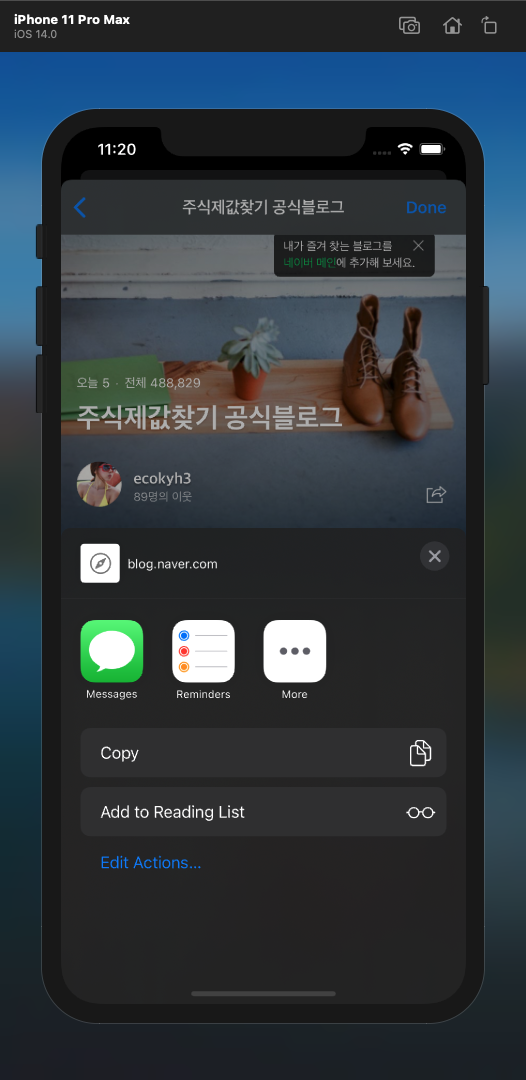 iPhone 11 Pro Max
iOS 14.0
11:20
주식제값찾기 공식블로그
Done
내가 즐겨 찾는 블로그를
네이버 메인에 추가해 보세요.
오늘 5 · 전체 488,829
주식제값찾기 공식블로그
ecokyh3
89명의 이웃
blog.naver.com
Messages
Reminders
More
Copy
Add to Reading List
Edit Actions...